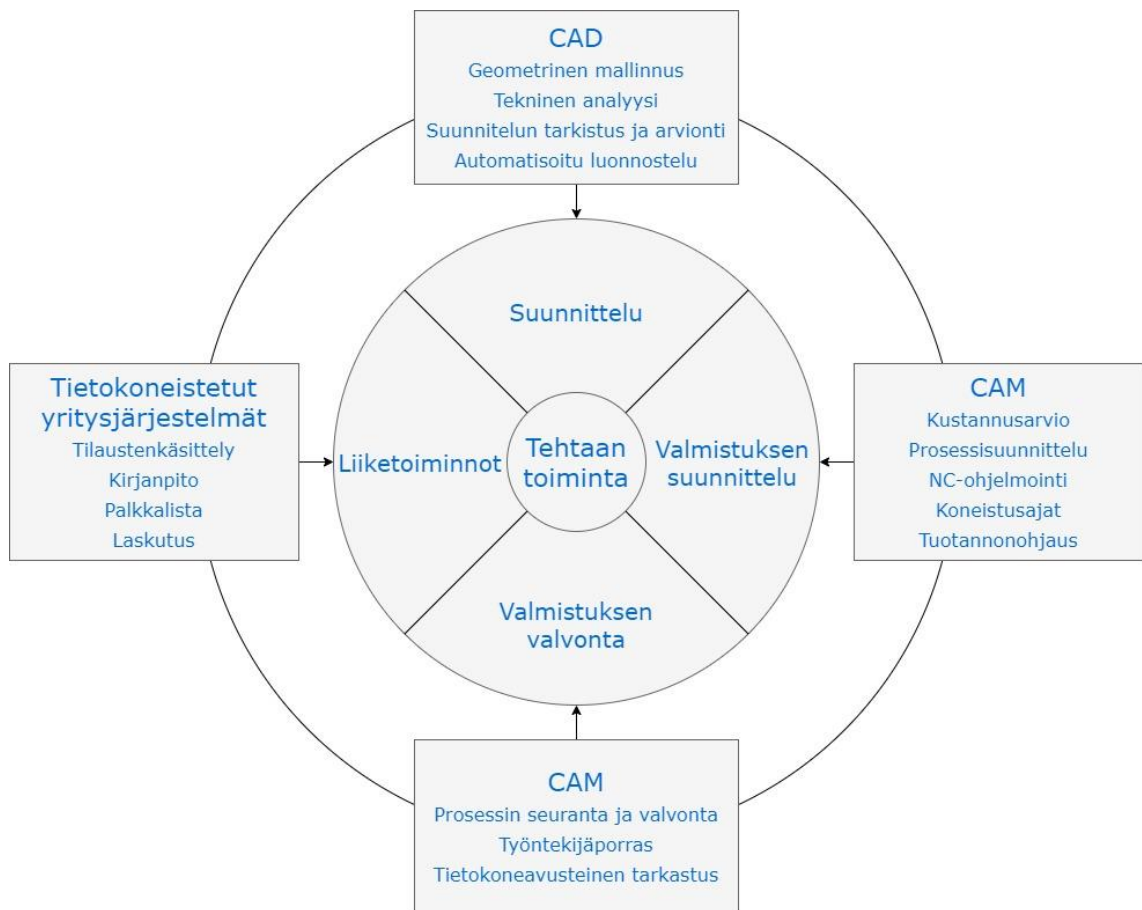 CAD
Geometrinen mallinnus
Tekninen analyysi
Suunnitelun tarkistus ja arvionti
Automatisoitu luonnostelu
Suunnittelu
Tietokoneistetut
yritysjärjestelmät
Tilaustenkäsittely
Kirjanpito
Palkkalista
Laskutus
Liiketoiminnot
Tehtaan
toiminta
Valmistuksen
suunnittelu
CAM
Kustannusarvio
Prosessisuunnittelu
NC-ohjelmointi
Koneistusajat
Tuotannonohjaus
Valmistuksen
valvonta
CAM
Prosessin seuranta ja valvonta
Työntekijäporras
Tietokoneavusteinen tarkastus